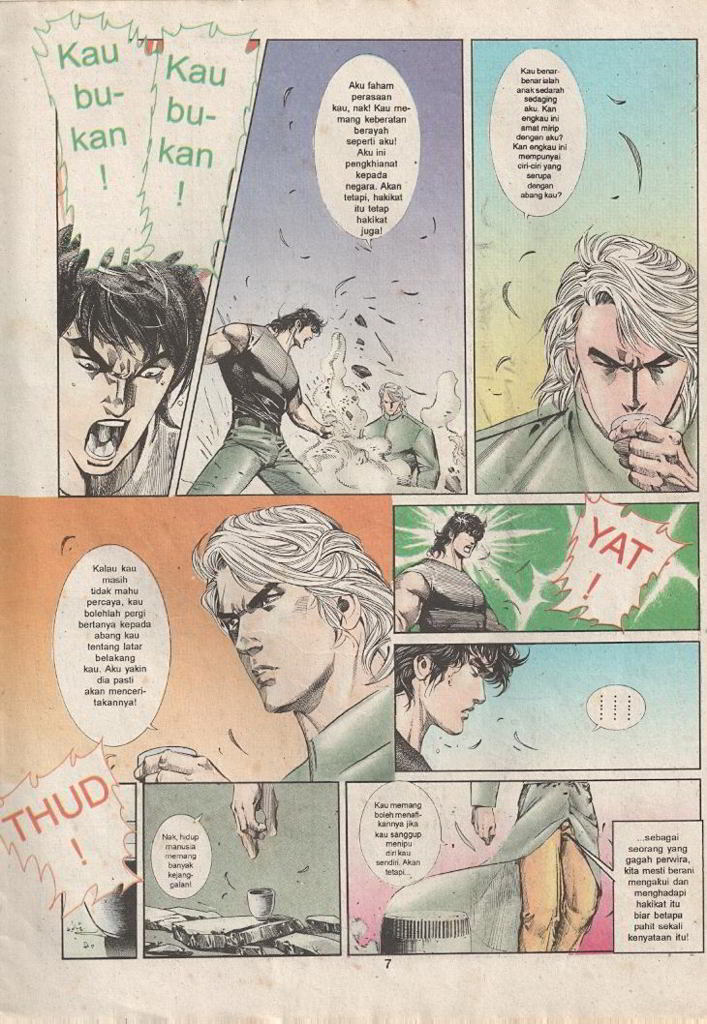 Kau
bu-
kan
!
Kau
bu-
kan
!
Aku faham
perasaan
kau, nak! Kau me-
mang keberatan
berayah
seperti aku!
Aku ini
pengkhianat
kepada
negara. Akan
tetapi, hakikat
itu tetap
hakikat
juga!
Kau benar-
benar ialah
anak sedarah
sedaging
aku. Kan
engkau ini
amat mirip
dengan aku?
Kan engkau ini
mempunyai
ciri-ciri yang
serupa
dengan
abang kau?
Kalau kau
masih
tidak mahu
percaya, kau
bolehlah pergi
bertanya kepada
abang kau
tentang latar
belakang
kau. Aku yakin
dia pasti
akan menceri-
takannya!
YAT
!
THUD
!
Nak, hidup
manusia
memang
banyak
kejang-
galan!
Kau memang
boleh menafi-
kannya jika
kau sanggup
menipu
diri kau
sendiri. Akan
tetapi...
...sebagai
seorang yang
gagah perwira,
kita mesti berani
mengakui dan
menghadapi
hakikat itu
biar betapa
pahit sekali
kenyataan itu!
7